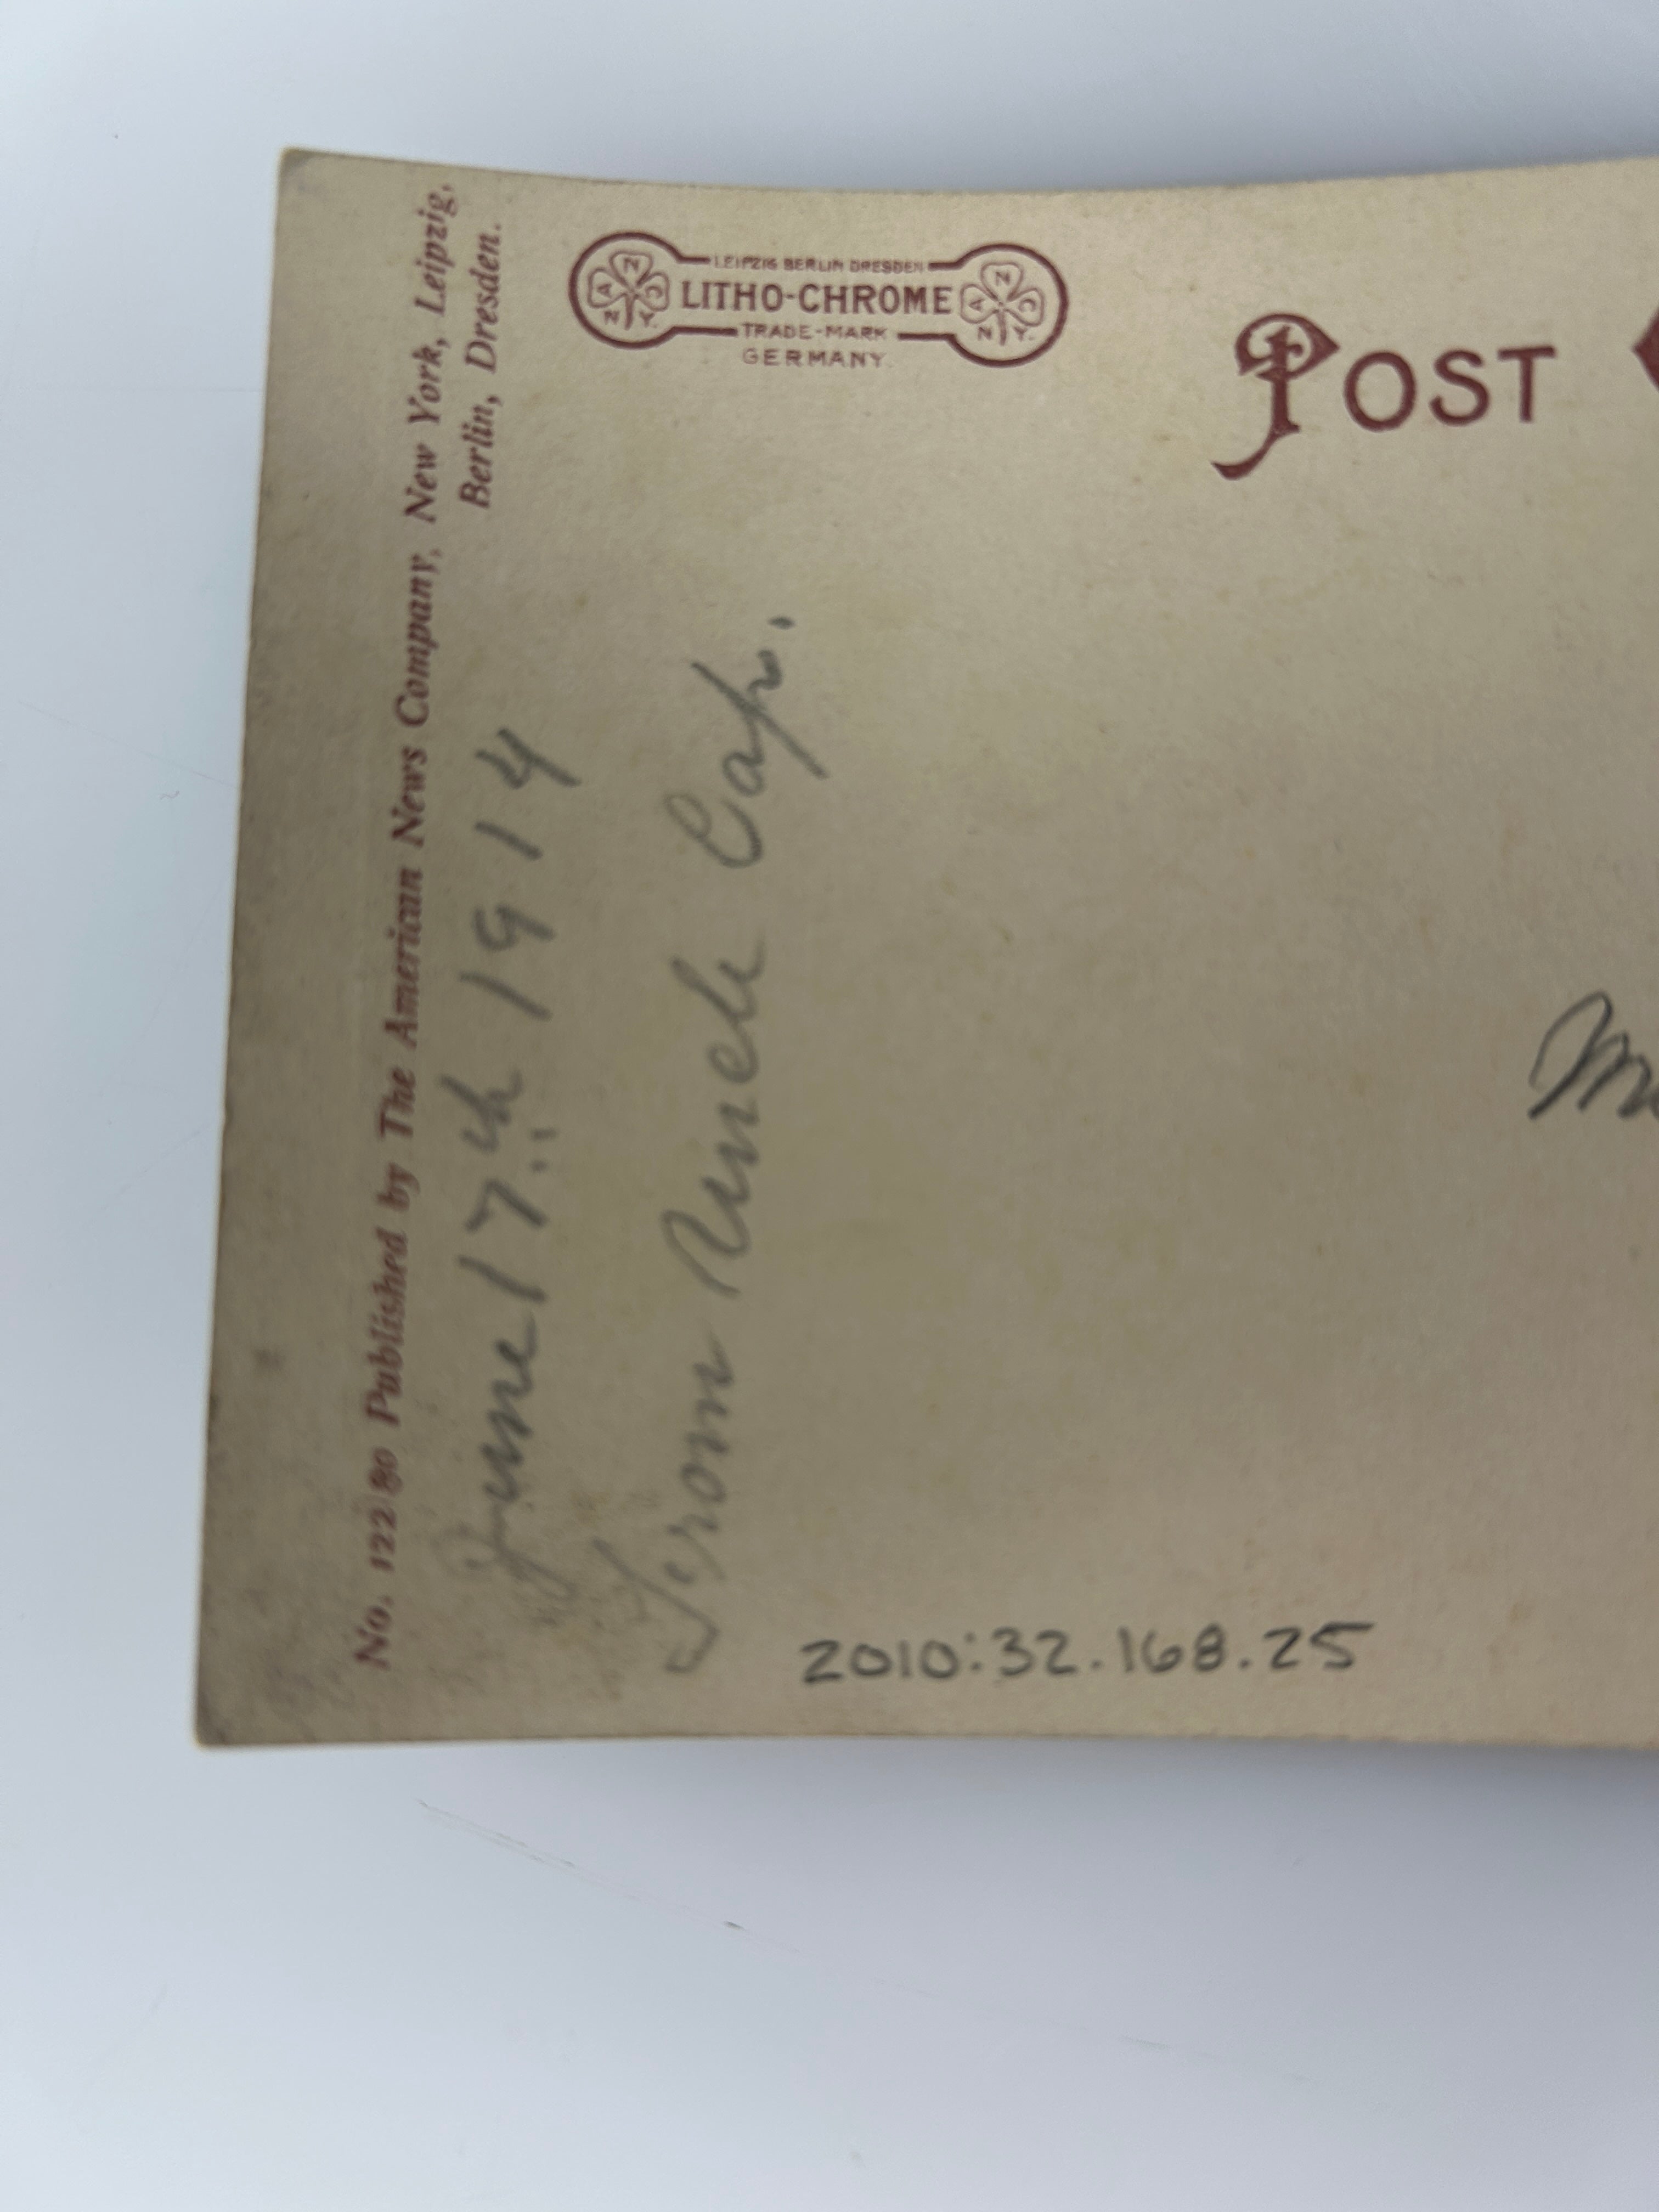 No. 12280 Published by The American News Company, New York, Leipzig,
Berlin, Dresden.
LEIPZIG BERLIN DRESDEN
A N C
N.Y.
LITHO-CHROME
A N C
N.Y.
TRADE-MARK
GERMANY.
POST
June 17th 1914
From Uncle Cap.
2010:32.168.25